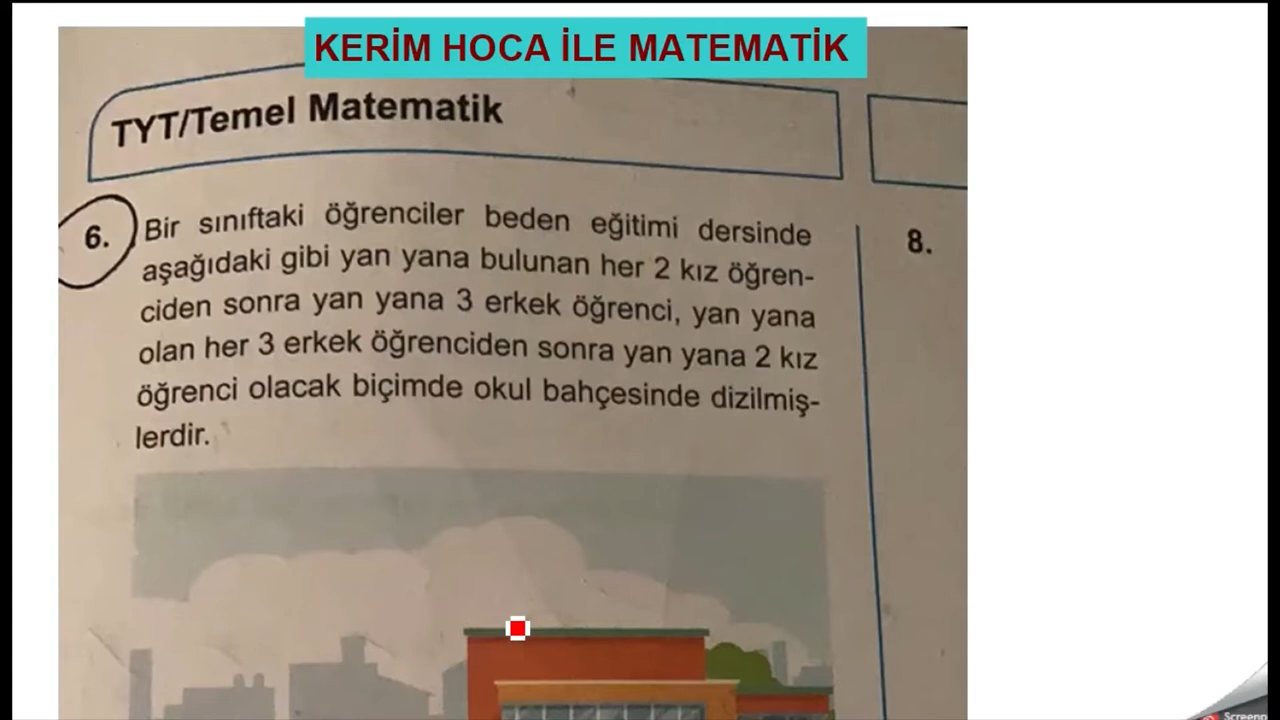 KERİM HOCA İLE MATEMATİK
TYT/Temel Matematik
6. Bir sınıftaki öğrenciler beden eğitimi dersinde
aşağıdaki gibi yan yana bulunan her 2 kız öğren-
ciden sonra yan yana 3 erkek öğrenci, yan yana
olan her 3 erkek öğrenciden sonra yan yana 2 kız
öğrenci olacak biçimde okul bahçesinde dizilmiş-
lerdir.
8.